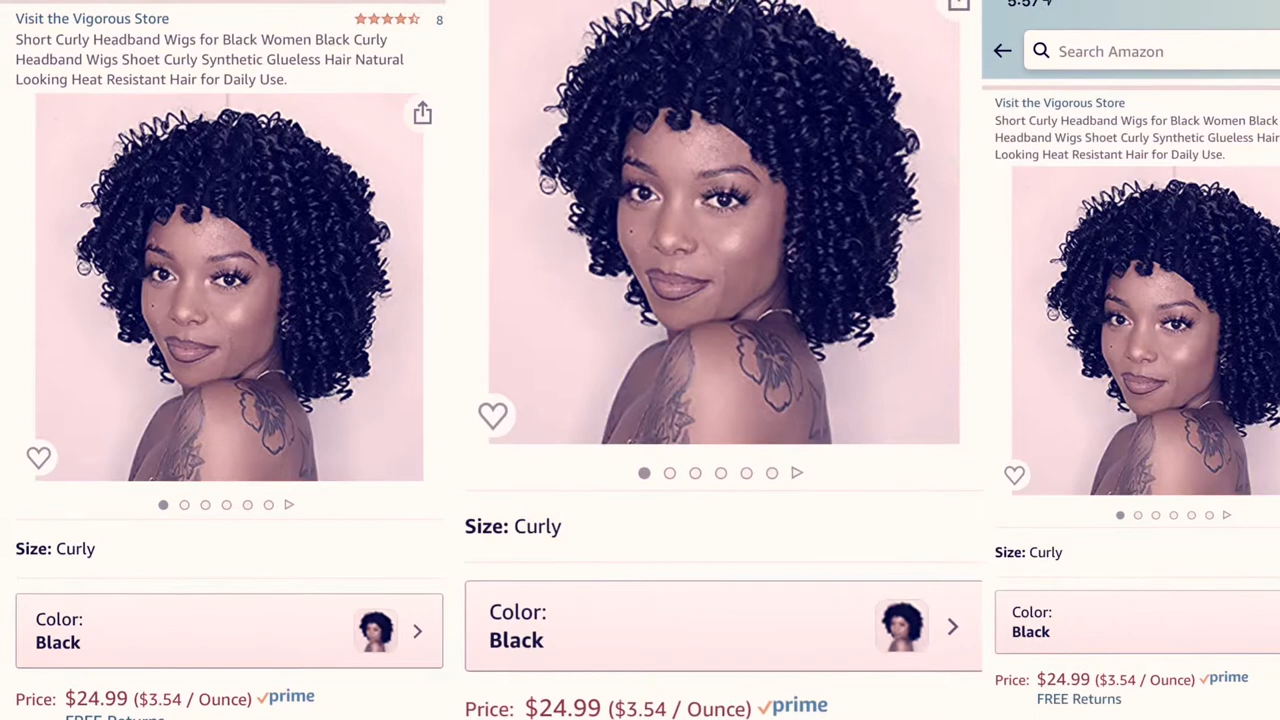 Visit the Vigorous Store
8
Short Curly Headband Wigs for Black Women Black Curly
Headband Wigs Shoet Curly Synthetic Glueless Hair Natural
Looking Heat Resistant Hair for Daily Use.
Size: Curly
Color:
Black
Price: $24.99 ($3.54 / Ounce) prime
FREE Returns
Size: Curly
Color:
Black
Price: $24.99 ($3.54 / Ounce) prime
5:57
Search Amazon
Visit the Vigorous Store
Short Curly Headband Wigs for Black Women Black
Headband Wigs Shoet Curly Synthetic Glueless Hair
Looking Heat Resistant Hair for Daily Use.
Size: Curly
Color:
Black
Price: $24.99 ($3.54 / Ounce) prime
FREE Returns